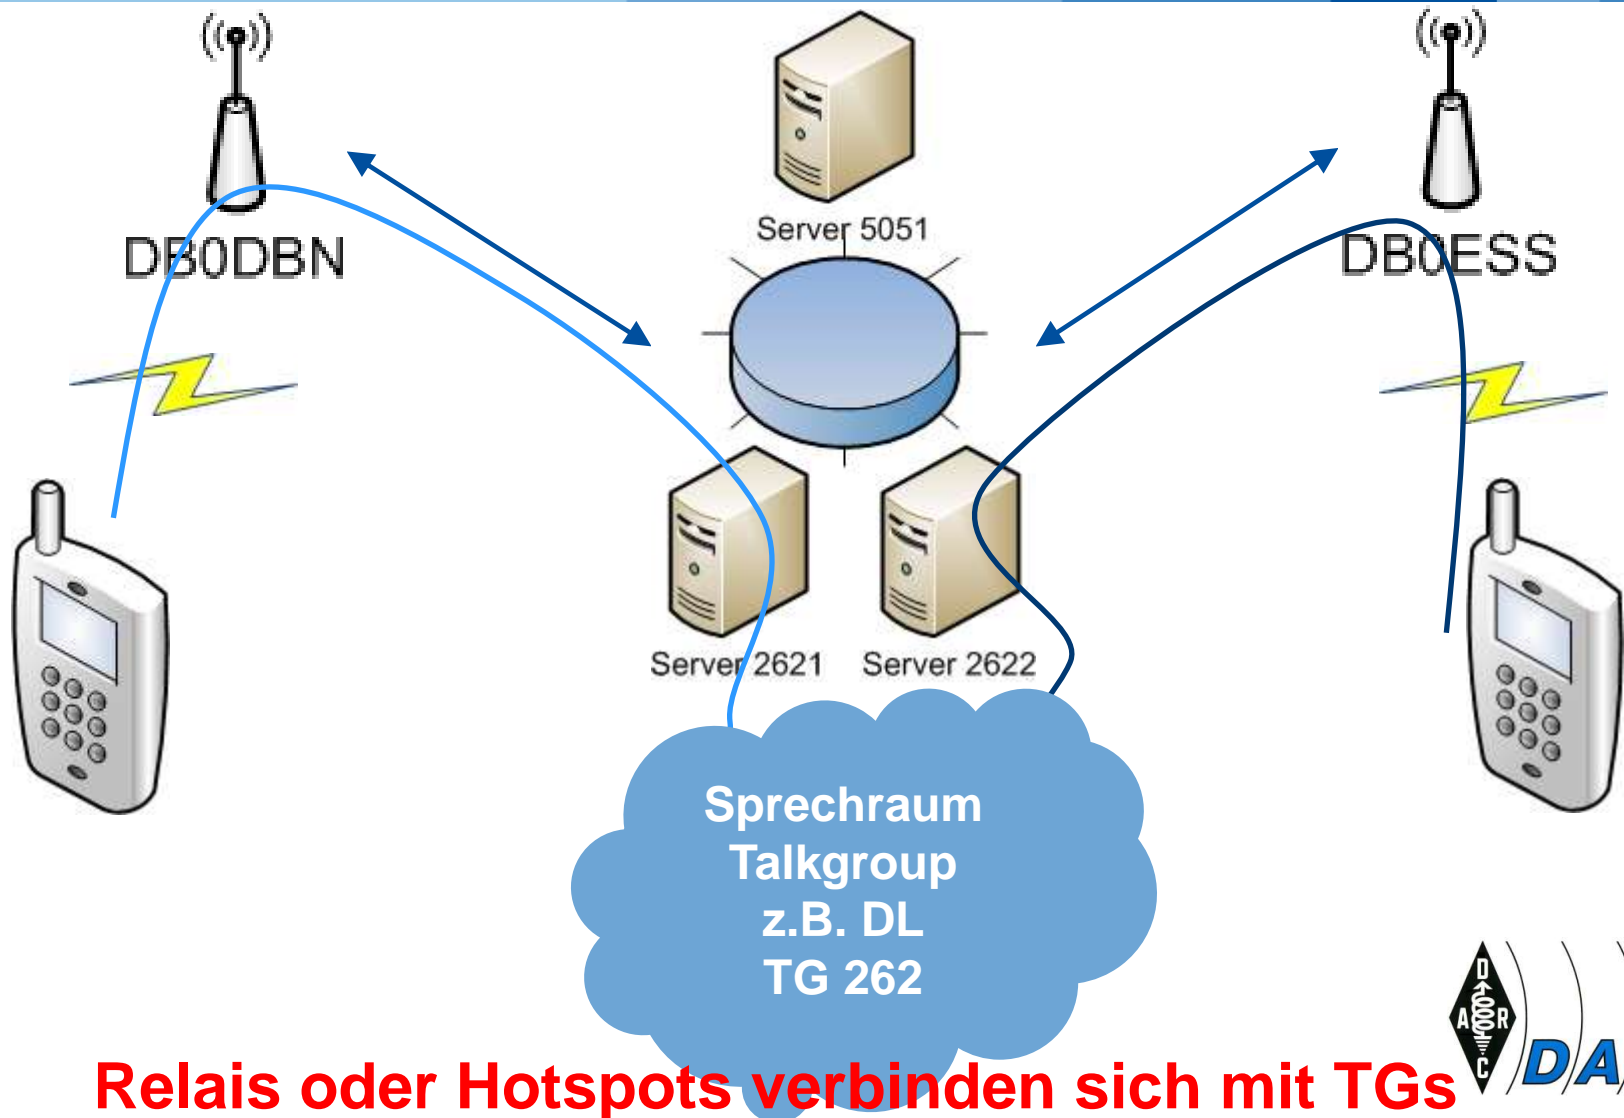 DB0DBN
Server 5051
DB0ESS
Server 2621
Server 2622
Sprechraum
Talkgroup
z.B. DL
TG 262
D
A R
C
DA
Relais oder Hotspots verbinden sich mit TGs